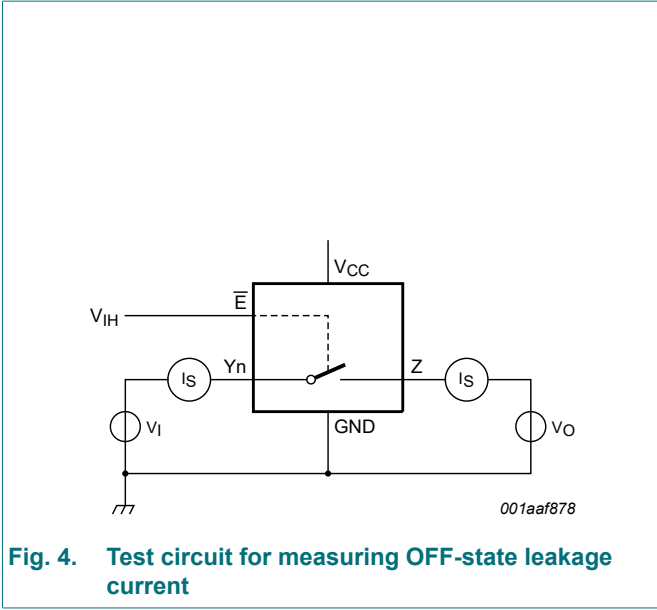 VCC
E
VIH
Yn
Z
IS
IS
VI
GND
VO
001aaf878
Fig. 4. Test circuit for measuring OFF-state leakage
current